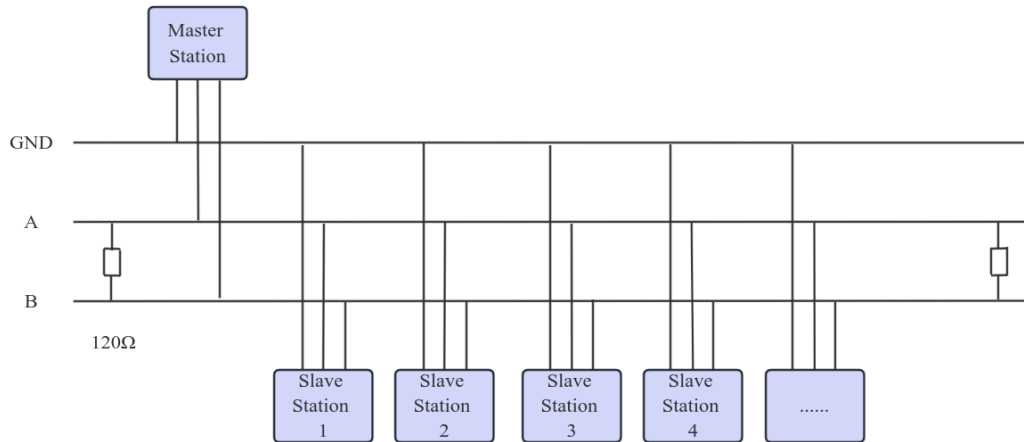 Master
Station
GND
A
B
120Ω
Slave
Station
1
Slave
Station
2
Slave
Station
3
Slave
Station
4
......